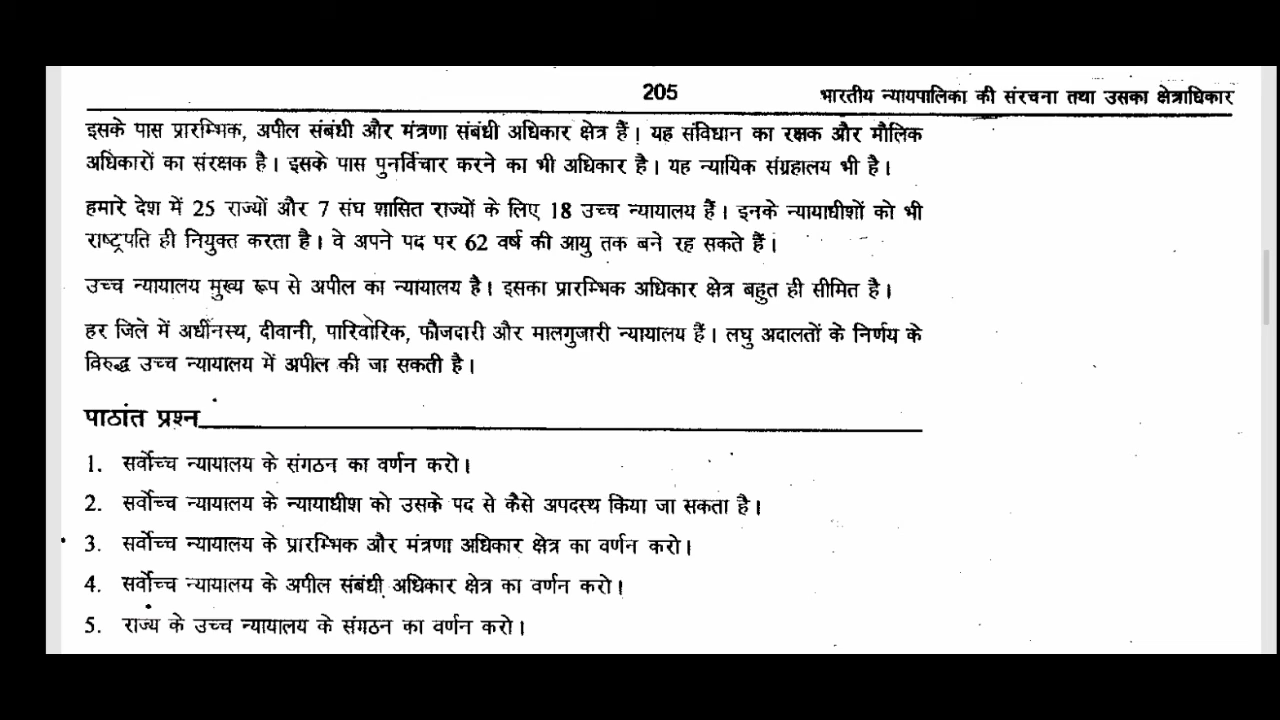 205 भारतीय न्यायपालिका की संरचना तथा उसका क्षेत्राधिकार
इसके पास प्रारम्भिक, अपील संबंधी और मंत्रणा संबंधी अधिकार क्षेत्र हैं। यह संविधान का रक्षक और मौलिक
अधिकारों का संरक्षक है। इसके पास पुनर्विचार करने का भी अधिकार है। यह न्यायिक संग्रहालय भी है।
हमारे देश में 25 राज्यों और 7 संघ शासित राज्यों के लिए 18 उच्च न्यायालय हैं। इनके न्यायाधीशों को भी
राष्ट्रपति ही नियुक्त करता है। वे अपने पद पर 62 वर्ष की आयु तक बने रह सकते हैं।
उच्च न्यायालय मुख्य रूप से अपील का न्यायालय है। इसका प्रारम्भिक अधिकार क्षेत्र बहुत ही सीमित है।
हर जिले में अधीनस्थ, दीवानी, पारिवारिक, फौजदारी और मालगुजारी न्यायालय हैं। लघु अदालतों के निर्णय के
विरुद्ध उच्च न्यायालय में अपील की जा सकती है।
पाठांत प्रश्न
1. सर्वोच्च न्यायालय के संगठन का वर्णन करो।
2. सर्वोच्च न्यायालय के न्यायाधीश को उसके पद से कैसे अपदस्थ किया जा सकता है।
3. सर्वोच्च न्यायालय के प्रारम्भिक और मंत्रणा अधिकार क्षेत्र का वर्णन करो।
4. सर्वोच्च न्यायालय के अपील संबंधी अधिकार क्षेत्र का वर्णन करो।
5. राज्य के उच्च न्यायालय के संगठन का वर्णन करो।